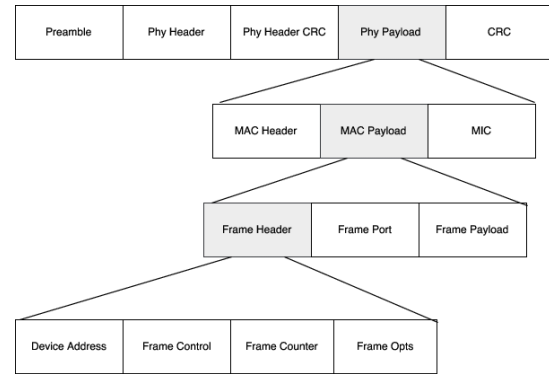 Preamble Phy Header Phy Header CRC Phy Payload CRC
MAC Header MAC Payload MIC
Frame Header Frame Port Frame Payload
Device Address Frame Control Frame Counter Frame Opts